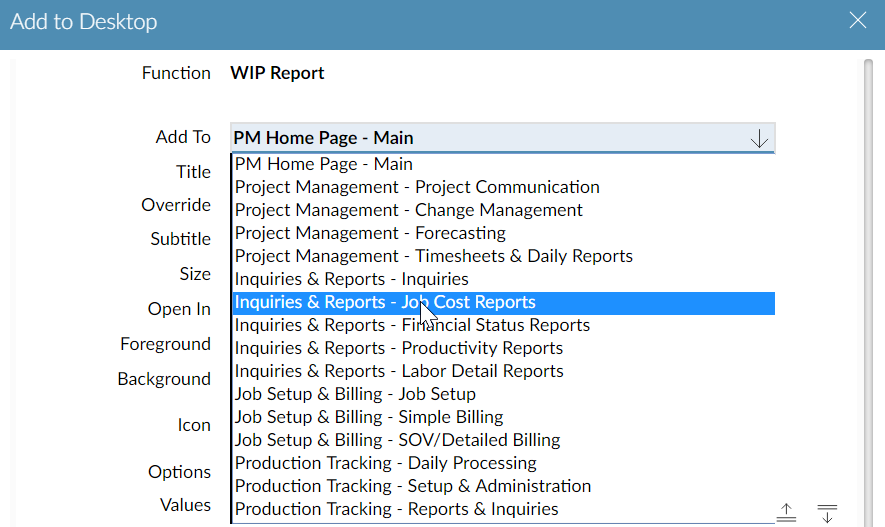 Add to Desktop
Function WIP Report
Add To PM Home Page - Main
Title PM Home Page - Main
Project Management - Project Communication
Override Project Management - Change Management
Subtitle Project Management - Forecasting
Project Management - Timesheets & Daily Reports
Size Inquiries & Reports - Inquiries
Open In Inquiries & Reports - Job Cost Reports
Inquiries & Reports - Financial Status Reports
Foreground Inquiries & Reports - Productivity Reports
Background Inquiries & Reports - Labor Detail Reports
Job Setup & Billing - Job Setup
Icon Job Setup & Billing - Simple Billing
Job Setup & Billing - SOV/Detailed Billing
Options Production Tracking - Daily Processing
Production Tracking - Setup & Administration
Values Production Tracking - Reports & Inquiries